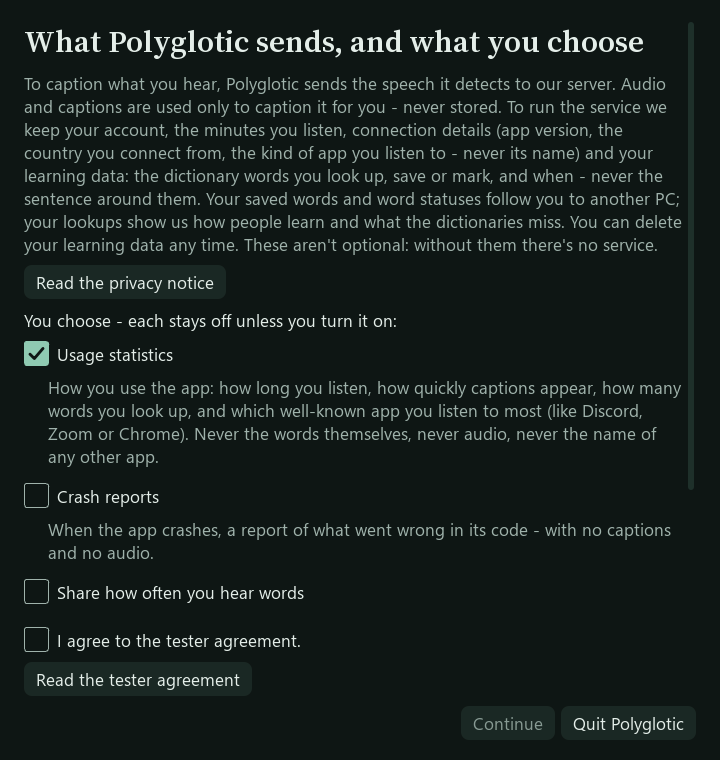 What Polyglotic sends, and what you choose
To caption what you hear, Polyglotic sends the speech it detects to our server. Audio
and captions are used only to caption it for you - never stored. To run the service we
keep your account, the minutes you listen, connection details (app version, the
country you connect from, the kind of app you listen to - never its name) and your
learning data: the dictionary words you look up, save or mark, and when - never the
sentence around them. Your saved words and word statuses follow you to another PC;
your lookups show us how people learn and what the dictionaries miss. You can delete
your learning data any time. These aren't optional: without them there's no service.
Read the privacy notice
You choose - each stays off unless you turn it on:
Usage statistics
How you use the app: how long you listen, how quickly captions appear, how many
words you look up, and which well-known app you listen to most (like Discord,
Zoom or Chrome). Never the words themselves, never audio, never the name of
any other app.
Crash reports
When the app crashes, a report of what went wrong in its code - with no captions
and no audio.
Share how often you hear words
I agree to the tester agreement.
Read the tester agreement
Continue
Quit Polyglotic